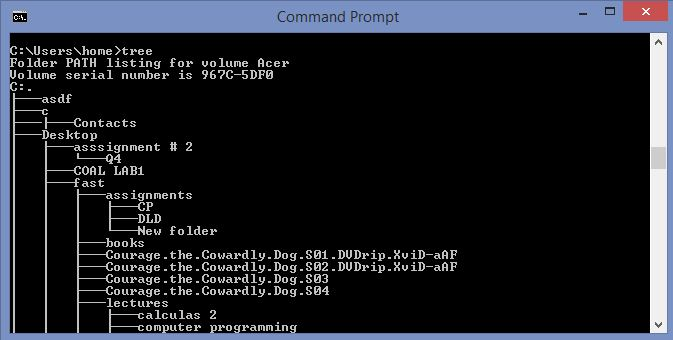 Command Prompt
C:\Users\home>tree
Folder PATH listing for volume Acer
Volume serial number is 967C-5DF0
C:.
├───asdf
├───c
│   ├───Contacts
├───Desktop
│   ├───asssignment # 2
│   │   └───Q4
│   ├───COAL LAB1
│   ├───fast
│   │   ├───assignments
│   │   │   ├───CP
│   │   │   ├───DLD
│   │   │   └───New folder
│   │   ├───books
│   │   ├───Courage.the.Cowardly.Dog.S01.DVDrip.XviD-aAF
│   │   ├───Courage.the.Cowardly.Dog.S02.DVDrip.XviD-aAF
│   │   ├───Courage.the.Cowardly.Dog.S03
│   │   ├───Courage.the.Cowardly.Dog.S04
│   │   ├───lectures
│   │   │   ├───calculas 2
│   │   │   ├───computer programming